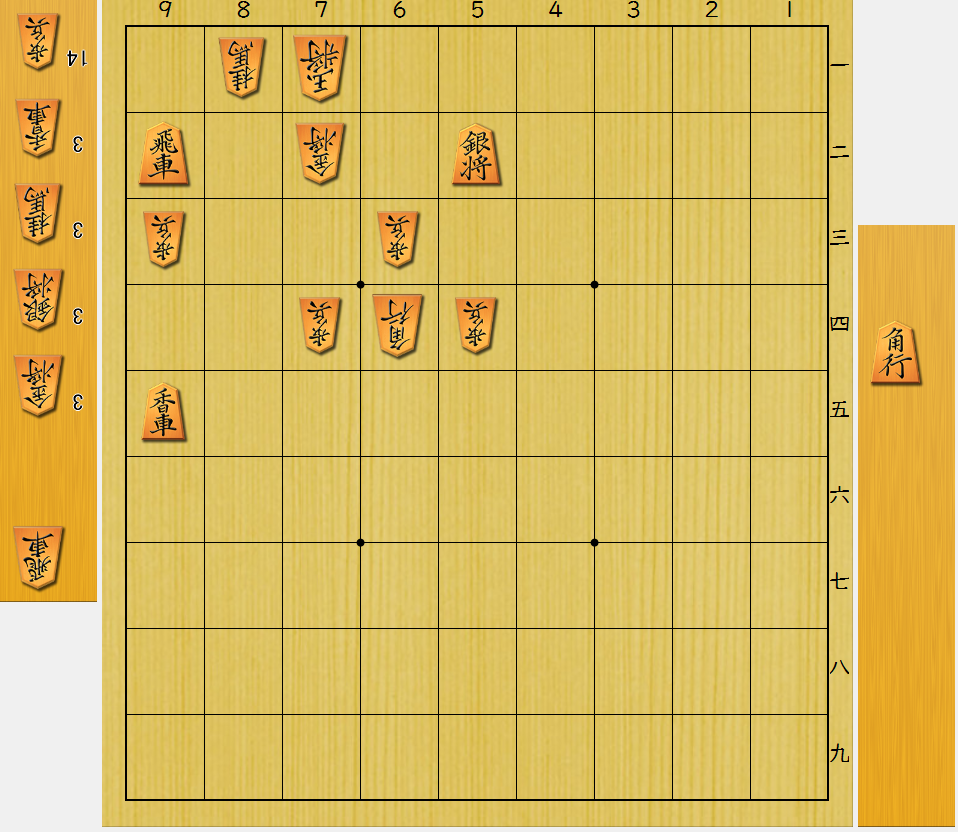 9 8 7 6 5 4 3 2 1
歩兵 14
香車 3
桂馬 3
銀将 3
金将 3
飛車
桂馬 玉将 一
飛車 金将 銀将 二
歩兵 歩兵 三
歩兵 角行 歩兵 四
香車 五
六
七
八
九
角行